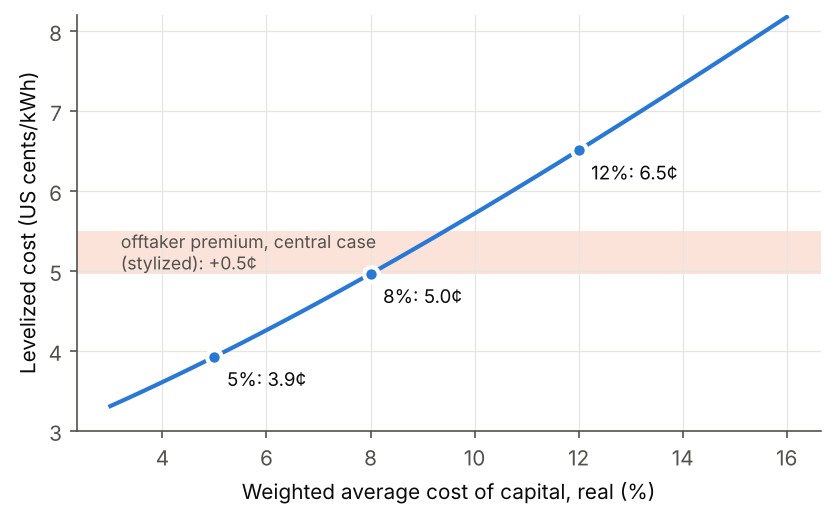 8
7
6
5
4
3
Levelized cost (US cents/kWh)
offtaker premium, central case
(stylized): +0.5¢
12%: 6.5¢
8%: 5.0¢
5%: 3.9¢
4 6 8 10 12 14 16
Weighted average cost of capital, real (%)